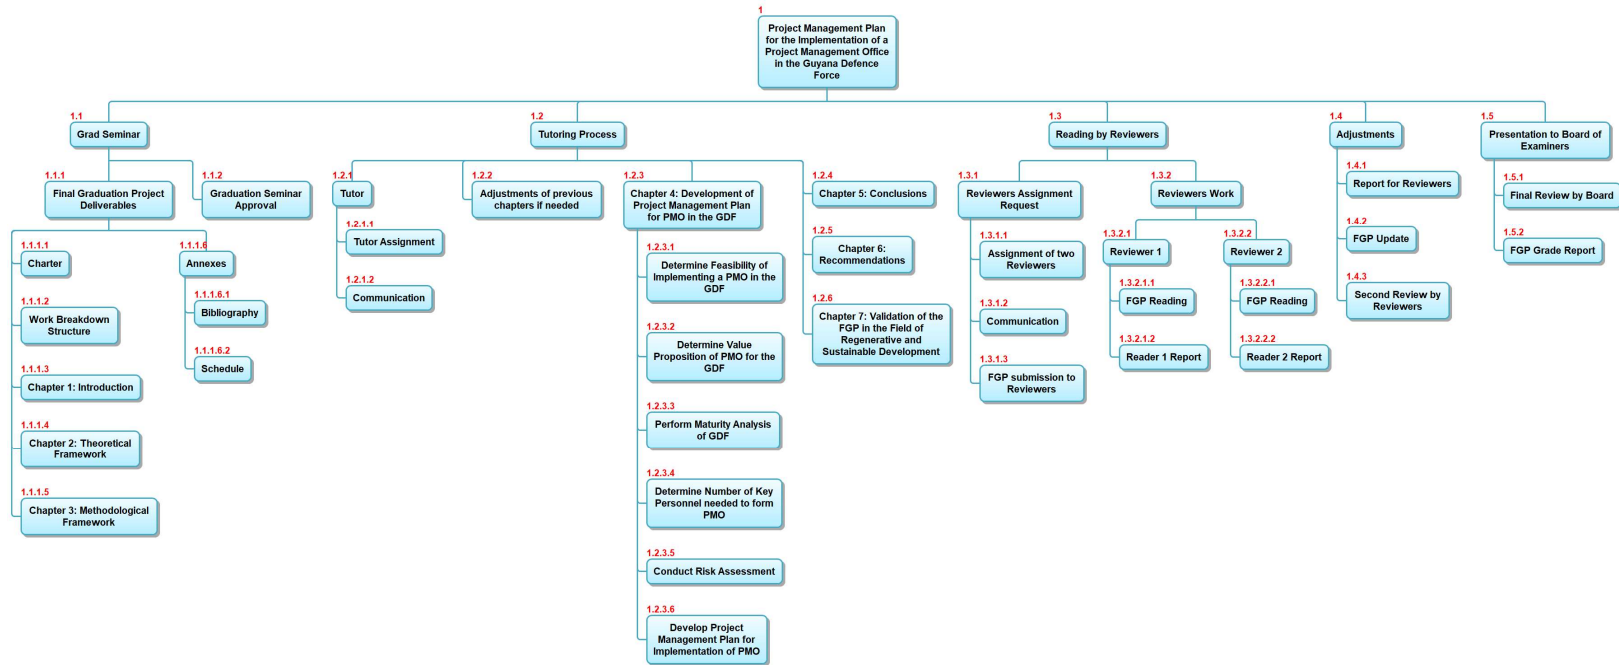 1
Project Management Plan
for the Implementation of a
Project Management Office
in the Guyana Defence
Force
1.1
Grad Seminar
1.1.1
Final Graduation Project
Deliverables
1.1.1.1
Charter
1.1.1.2
Work Breakdown
Structure
1.1.1.3
Chapter 1: Introduction
1.1.1.4
Chapter 2: Theoretical
Framework
1.1.1.5
Chapter 3: Methodological
Framework
1.1.1.6
Annexes
1.1.1.6.1
Bibliography
1.1.1.6.2
Schedule
1.1.2
Graduation Seminar
Approval
1.2
Tutoring Process
1.2.1
Tutor
1.2.1.1
Tutor Assignment
1.2.1.2
Communication
1.2.2
Adjustments of previous
chapters if needed
1.2.3
Chapter 4: Development of
Project Management Plan
for PMO in the GDF
1.2.3.1
Determine Feasibility of
Implementing a PMO in the
GDF
1.2.3.2
Determine Value
Proposition of PMO for the
GDF
1.2.3.3
Perform Maturity Analysis
of GDF
1.2.3.4
Determine Number of Key
Personnel needed to form
PMO
1.2.3.5
Conduct Risk Assessment
1.2.3.6
Develop Project
Management Plan for
Implementation of PMO
1.2.4
Chapter 5: Conclusions
1.2.5
Chapter 6:
Recommendations
1.2.6
Chapter 7: Validation of the
FGP in the Field of
Regenerative and
Sustainable Development
1.3
Reading by Reviewers
1.3.1
Reviewers Assignment
Request
1.3.1.1
Assignment of two
Reviewers
1.3.1.2
Communication
1.3.1.3
FGP submission to
Reviewers
1.3.2
Reviewers Work
1.3.2.1
Reviewer 1
1.3.2.1.1
FGP Reading
1.3.2.1.2
Reader 1 Report
1.3.2.2
Reviewer 2
1.3.2.2.1
FGP Reading
1.3.2.2.2
Reader 2 Report
1.4
Adjustments
1.4.1
Report for Reviewers
1.4.2
FGP Update
1.4.3
Second Review by
Reviewers
1.5
Presentation to Board of
Examiners
1.5.1
Final Review by Board
1.5.2
FGP Grade Report